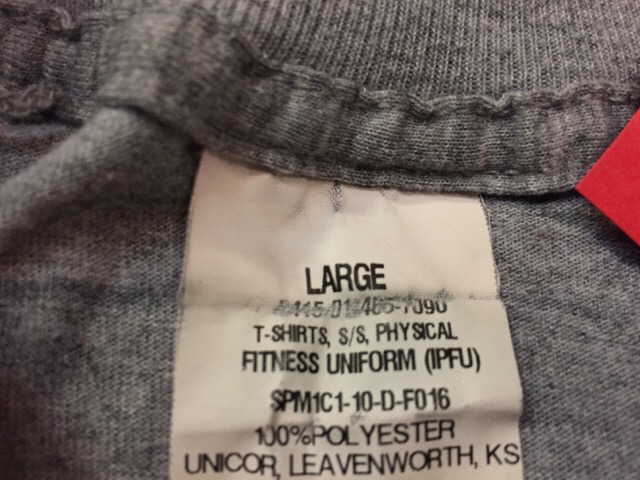 LARGE
T-SHIRTS, S/S, PHYSICAL
FITNESS UNIFORM (IPFU)
SPM1C1-10-D-F016
100%POLYESTER
UNICOR, LEAVENWORTH, KS